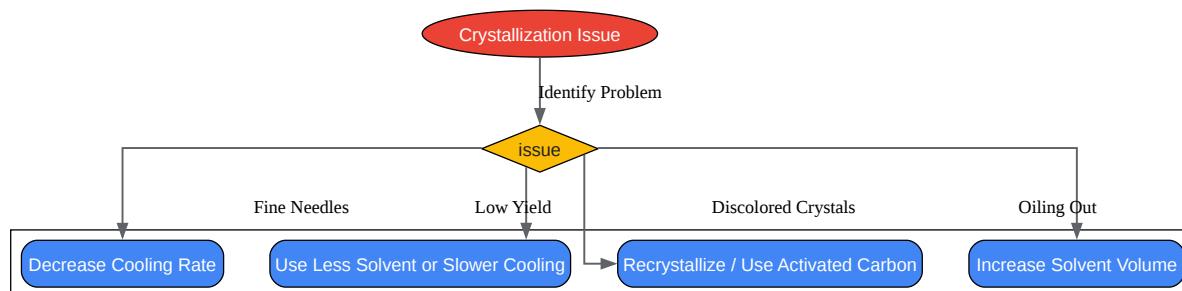 Crystallization Issue
Identify Problem
issue
Fine Needles
Low Yield
Discolored Crystals
Oiling Out
Decrease Cooling Rate
Use Less Solvent or Slower Cooling
Recrystallize / Use Activated Carbon
Increase Solvent Volume